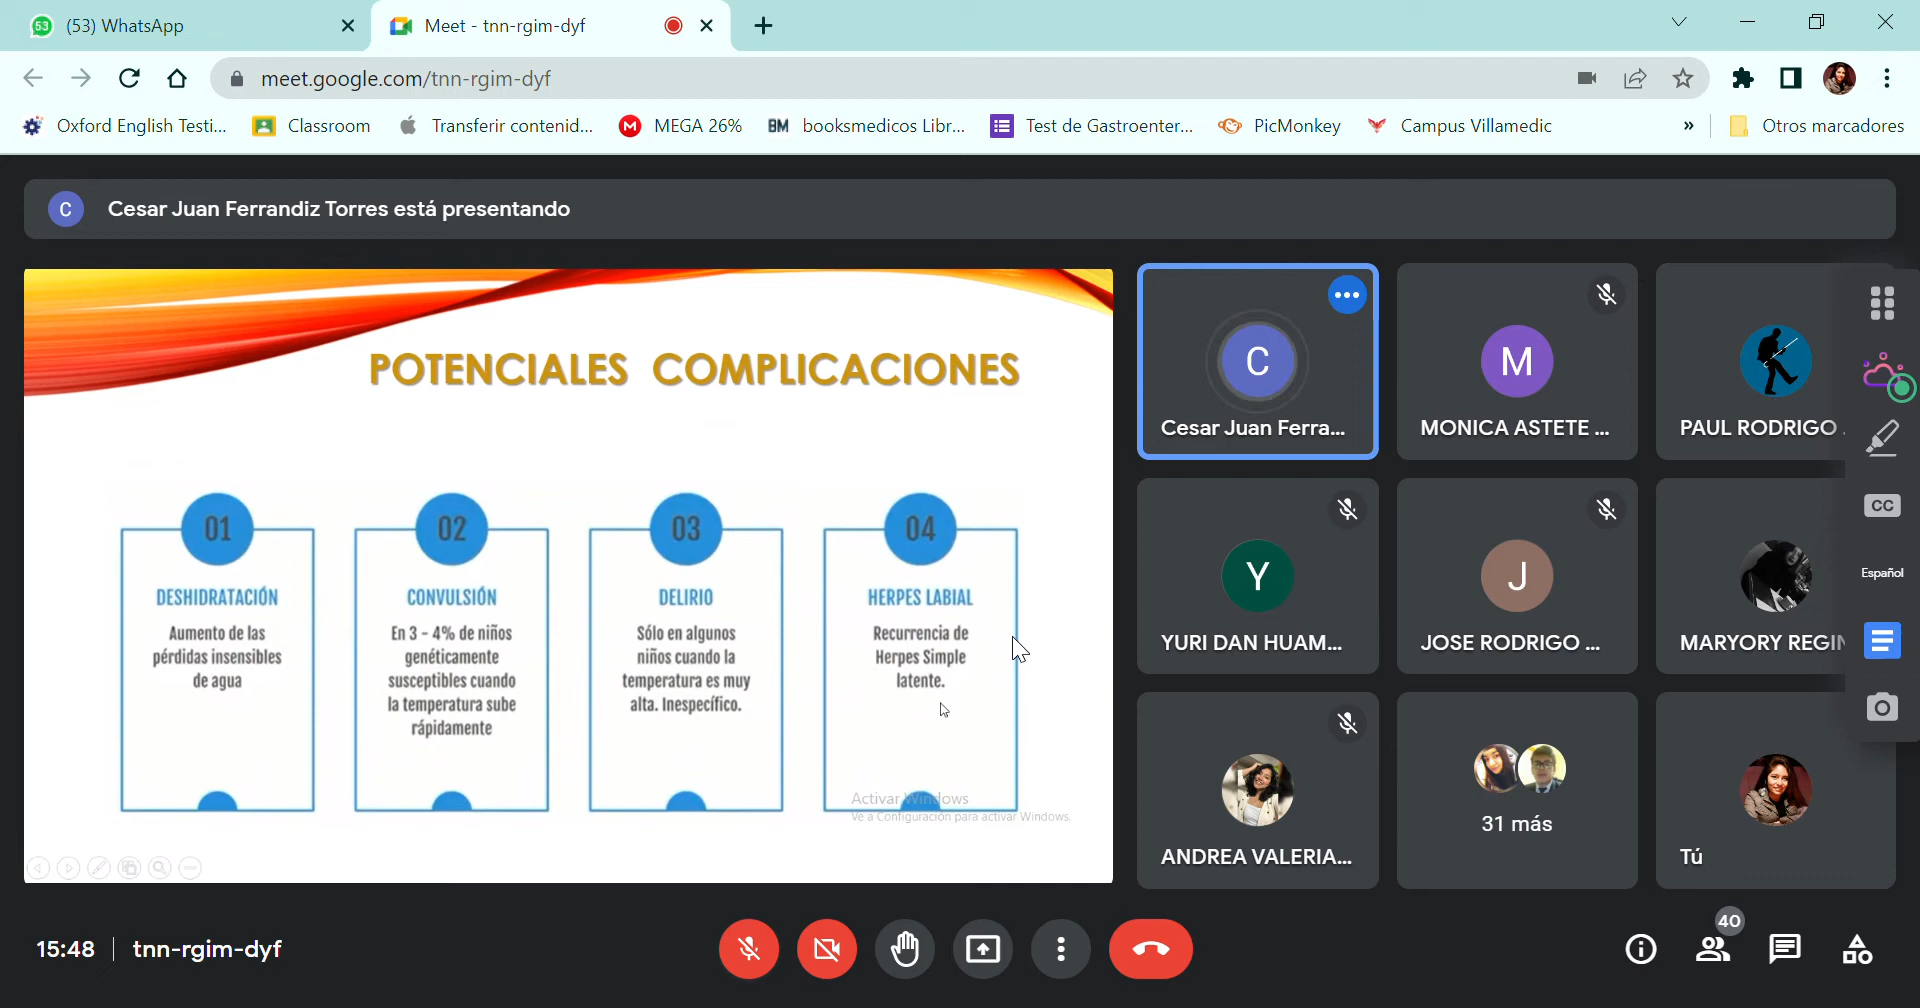 53
(53) WhatsApp
Meet - tnn-rgim-dyf
meet.google.com/tnn-rgim-dyf
Oxford English Testi...
Classroom
Transferir contenid...
MEGA 26%
BM
booksmedicos Libr...
Test de Gastroenter...
PicMonkey
Campus Villamedic
»
Otros marcadores
C
Cesar Juan Ferrandiz Torres está presentando
POTENCIALES COMPLICACIONES
01
DESHIDRATACIÓN
Aumento de las
pérdidas insensibles
de agua
02
CONVULSIÓN
En 3 - 4% de niños
genéticamente
susceptibles cuando
la temperatura sube
rápidamente
03
DELIRIO
Sólo en algunos
niños cuando la
temperatura es muy
alta. Inespecífico.
04
HERPES LABIAL
Recurrencia de
Herpes Simple
latente.
Activar Windows
Ve a Configuración para activar Windows.
C
Cesar Juan Ferra...
M
MONICA ASTETE ...
PAUL RODRIGO
Y
YURI DAN HUAM...
J
JOSE RODRIGO ...
MARYORY REGIN
ANDREA VALERIA...
31 más
Tú
CC
Español
15:48
tnn-rgim-dyf
40